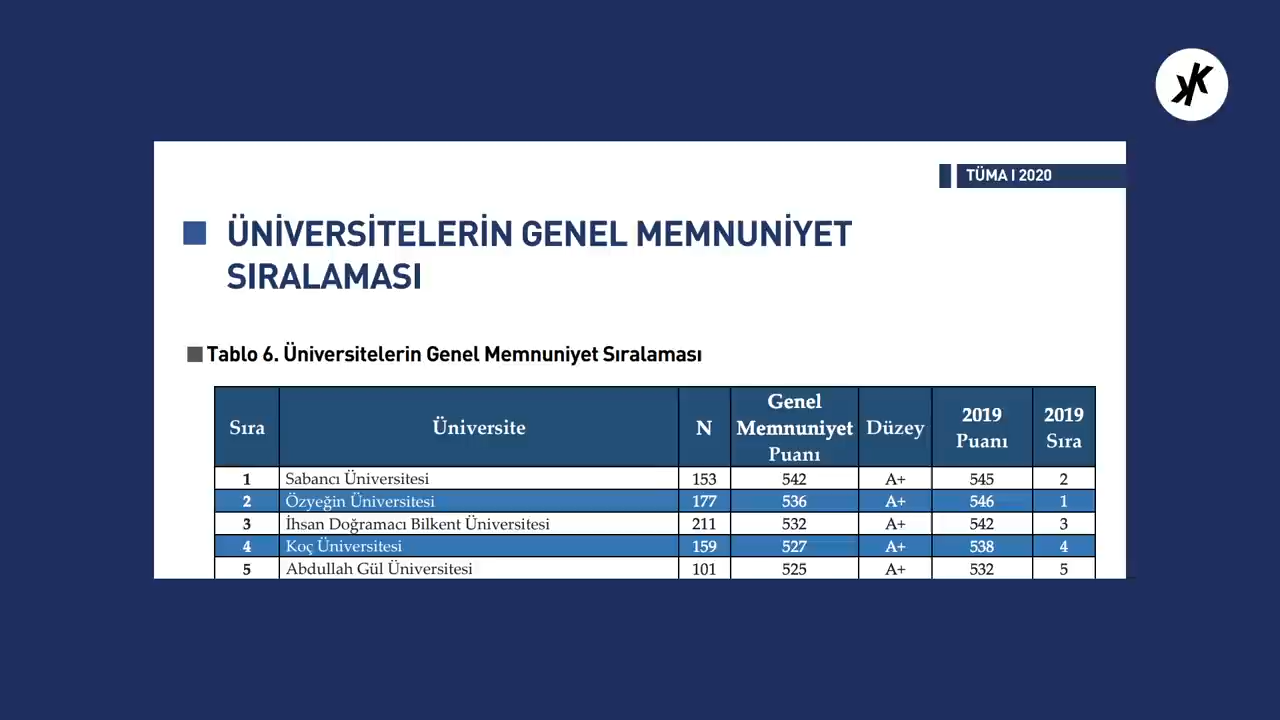 TÜMA I 2020
ÜNİVERSİTELERİN GENEL MEMNUNİYET
SIRALAMASI
Tablo 6. Üniversitelerin Genel Memnuniyet Sıralaması
Sıra Üniversite N Genel Memnuniyet Puanı Düzey 2019 Puanı 2019 Sıra
1 Sabancı Üniversitesi 153 542 A+ 545 2
2 Özyeğin Üniversitesi 177 536 A+ 546 1
3 İhsan Doğramacı Bilkent Üniversitesi 211 532 A+ 542 3
4 Koç Üniversitesi 159 527 A+ 538 4
5 Abdullah Gül Üniversitesi 101 525 A+ 532 5